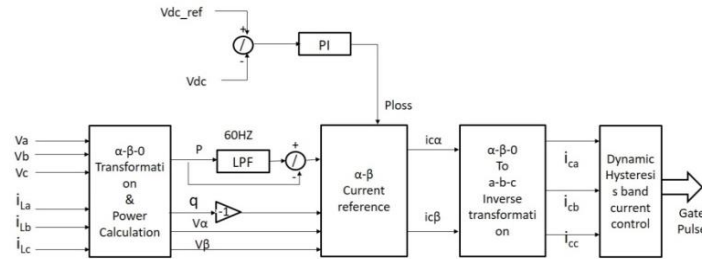 Vdc_ref
+
/
-
PI
Vdc
Ploss
Va
Vb
Vc
iLa
iLb
iLc
α-β-0
Transformati
on
&
Power
Calculation
P
60HZ
LPF
+
/
-
q
-1
Vα
Vβ
α-β
Current
reference
icα
icβ
α-β-0
To
a-b-c
Inverse
transformati
on
ica
icb
icc
Dynamic
Hysteresi
s band
current
control
Gate
Pulse